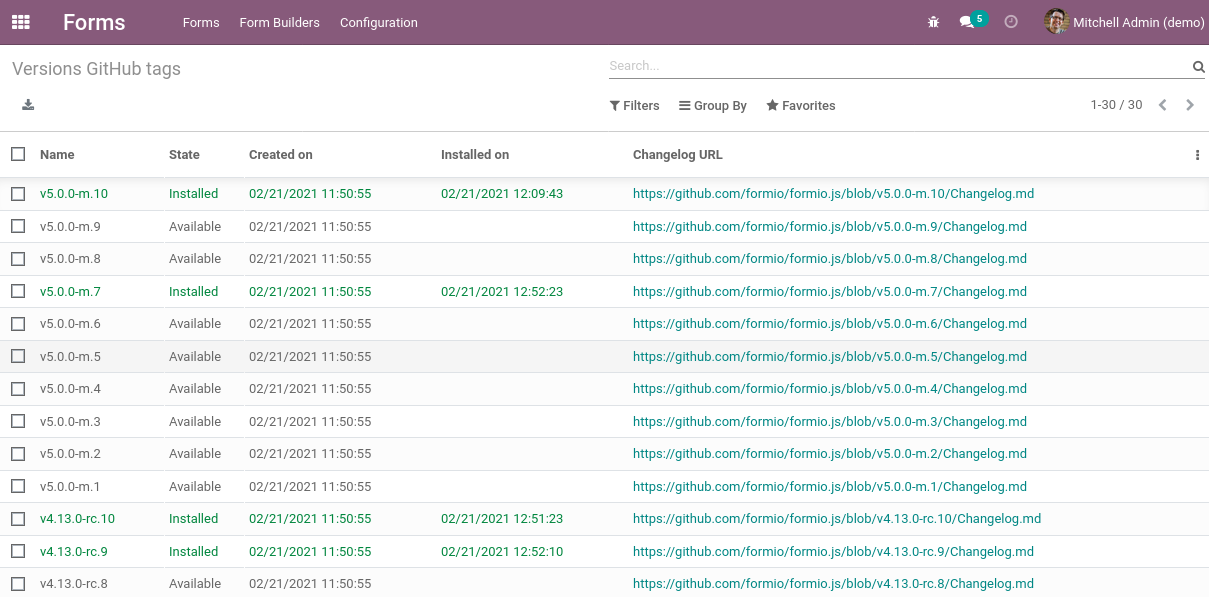 Forms Forms Form Builders Configuration 5 Mitchell Admin (demo)
Versions GitHub tags Search...
Filters Group By Favorites 1-30 / 30
Name State Created on Installed on Changelog URL
v5.0.0-m.10 Installed 02/21/2021 11:50:55 02/21/2021 12:09:43 https://github.com/formio/formio.js/blob/v5.0.0-m.10/Changelog.md
v5.0.0-m.9 Available 02/21/2021 11:50:55 https://github.com/formio/formio.js/blob/v5.0.0-m.9/Changelog.md
v5.0.0-m.8 Available 02/21/2021 11:50:55 https://github.com/formio/formio.js/blob/v5.0.0-m.8/Changelog.md
v5.0.0-m.7 Installed 02/21/2021 11:50:55 02/21/2021 12:52:23 https://github.com/formio/formio.js/blob/v5.0.0-m.7/Changelog.md
v5.0.0-m.6 Available 02/21/2021 11:50:55 https://github.com/formio/formio.js/blob/v5.0.0-m.6/Changelog.md
v5.0.0-m.5 Available 02/21/2021 11:50:55 https://github.com/formio/formio.js/blob/v5.0.0-m.5/Changelog.md
v5.0.0-m.4 Available 02/21/2021 11:50:55 https://github.com/formio/formio.js/blob/v5.0.0-m.4/Changelog.md
v5.0.0-m.3 Available 02/21/2021 11:50:55 https://github.com/formio/formio.js/blob/v5.0.0-m.3/Changelog.md
v5.0.0-m.2 Available 02/21/2021 11:50:55 https://github.com/formio/formio.js/blob/v5.0.0-m.2/Changelog.md
v5.0.0-m.1 Available 02/21/2021 11:50:55 https://github.com/formio/formio.js/blob/v5.0.0-m.1/Changelog.md
v4.13.0-rc.10 Installed 02/21/2021 11:50:55 02/21/2021 12:51:23 https://github.com/formio/formio.js/blob/v4.13.0-rc.10/Changelog.md
v4.13.0-rc.9 Installed 02/21/2021 11:50:55 02/21/2021 12:52:10 https://github.com/formio/formio.js/blob/v4.13.0-rc.9/Changelog.md
v4.13.0-rc.8 Available 02/21/2021 11:50:55 https://github.com/formio/formio.js/blob/v4.13.0-rc.8/Changelog.md